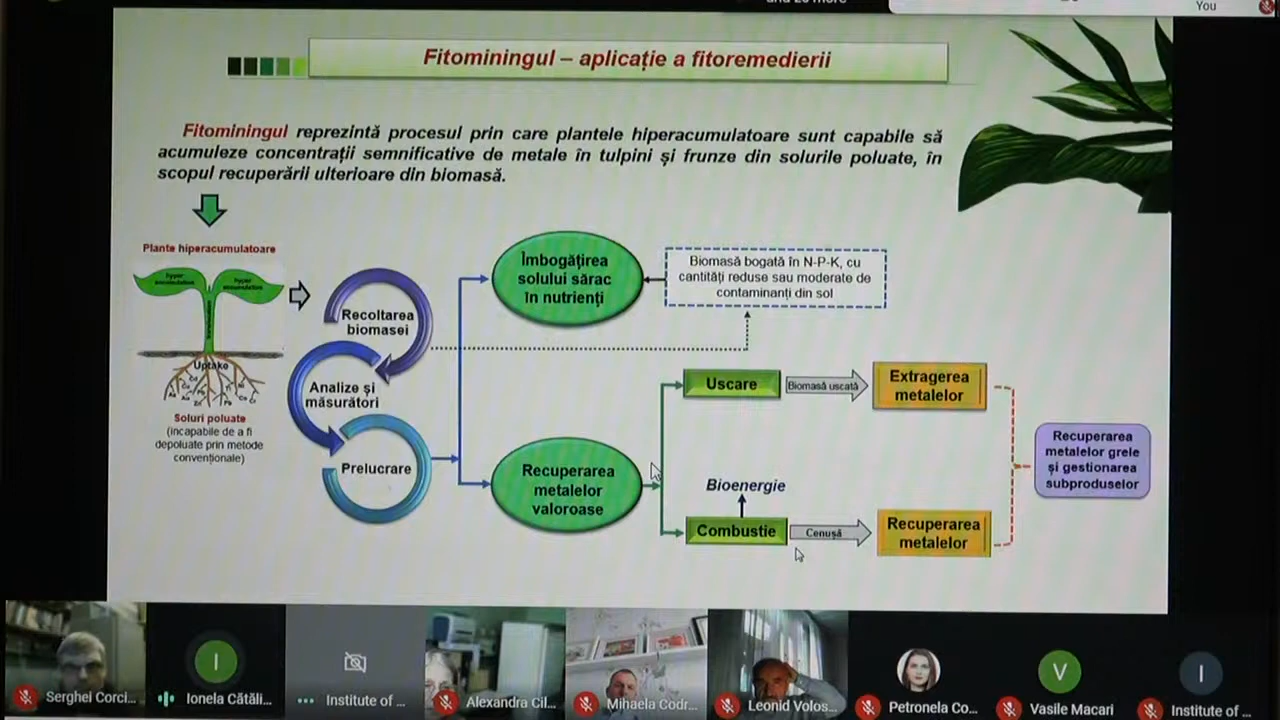 You
Fitominingul – aplicație a fitoremedierii
Fitominingul reprezintă procesul prin care plantele hiperacumulatoare sunt capabile să
acumuleze concentrații semnificative de metale în tulpini și frunze din solurile poluate, în
scopul recuperării ulterioare din biomasă.
Plante hiperacumulatoare
Uptake
Soluri poluate
(incapabile de a fi
depoluate prin metode
convenționale)
Recoltarea
biomasei
Analize și
măsurători
Prelucrare
Îmbogățirea
solului sărac
în nutrienți
Biomasă bogată în N-P-K, cu
cantități reduse sau moderate de
contaminanți din sol
Recuperarea
metalelor
valoroase
Uscare
Biomasă uscată
Extragerea
metalelor
Bioenergie
Combustie
Cenușă
Recuperarea
metalelor
Recuperarea
metalelor grele
și gestionarea
subproduselor
Serghei Corci...
I
Ionela Cătăli...
Institute of ...
Alexandra Cil...
Mihaela Codr...
Leonid Volos...
Petronela Co...
V
Vasile Macari
I
Institute of ...